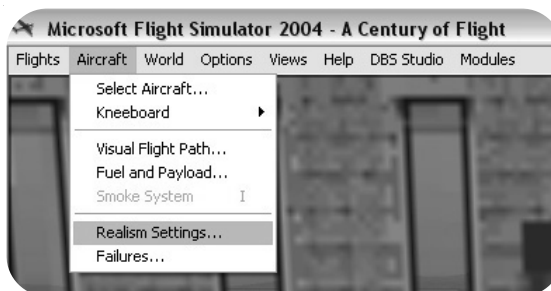 Microsoft Flight Simulator 2004 - A Century of Flight
Flights Aircraft World Options Views Help DBS Studio Modules
Select Aircraft...
Kneeboard
Visual Flight Path...
Fuel and Payload...
Smoke System I
Realism Settings...
Failures...